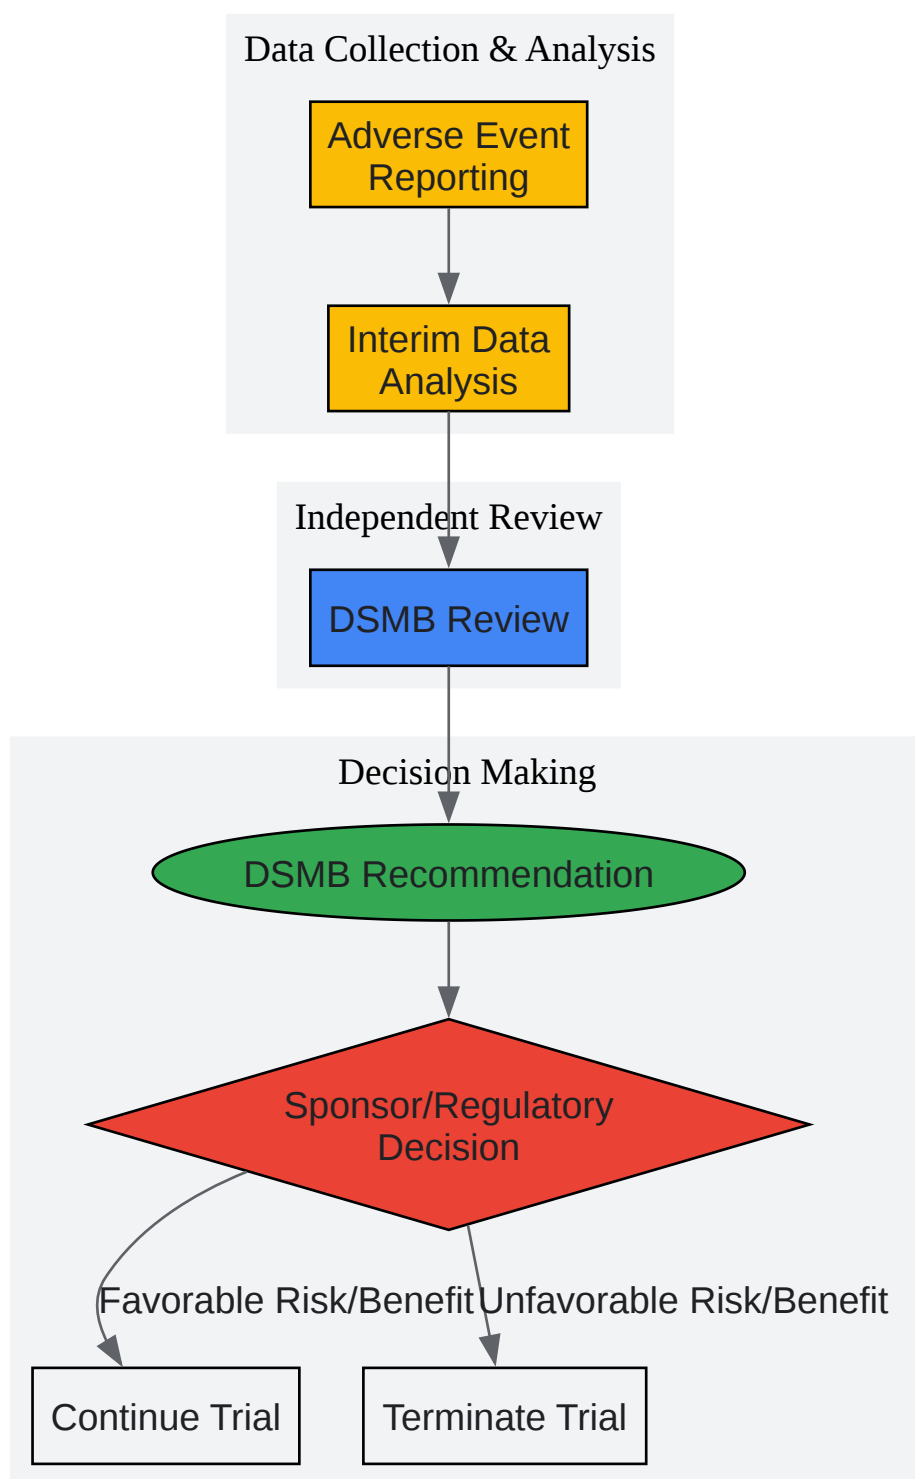 Data Collection & Analysis
Adverse Event
Reporting
Interim Data
Analysis
Independent Review
DSMB Review
Decision Making
DSMB Recommendation
Sponsor/Regulatory
Decision
Favorable Risk/Benefit
Unfavorable Risk/Benefit
Continue Trial
Terminate Trial